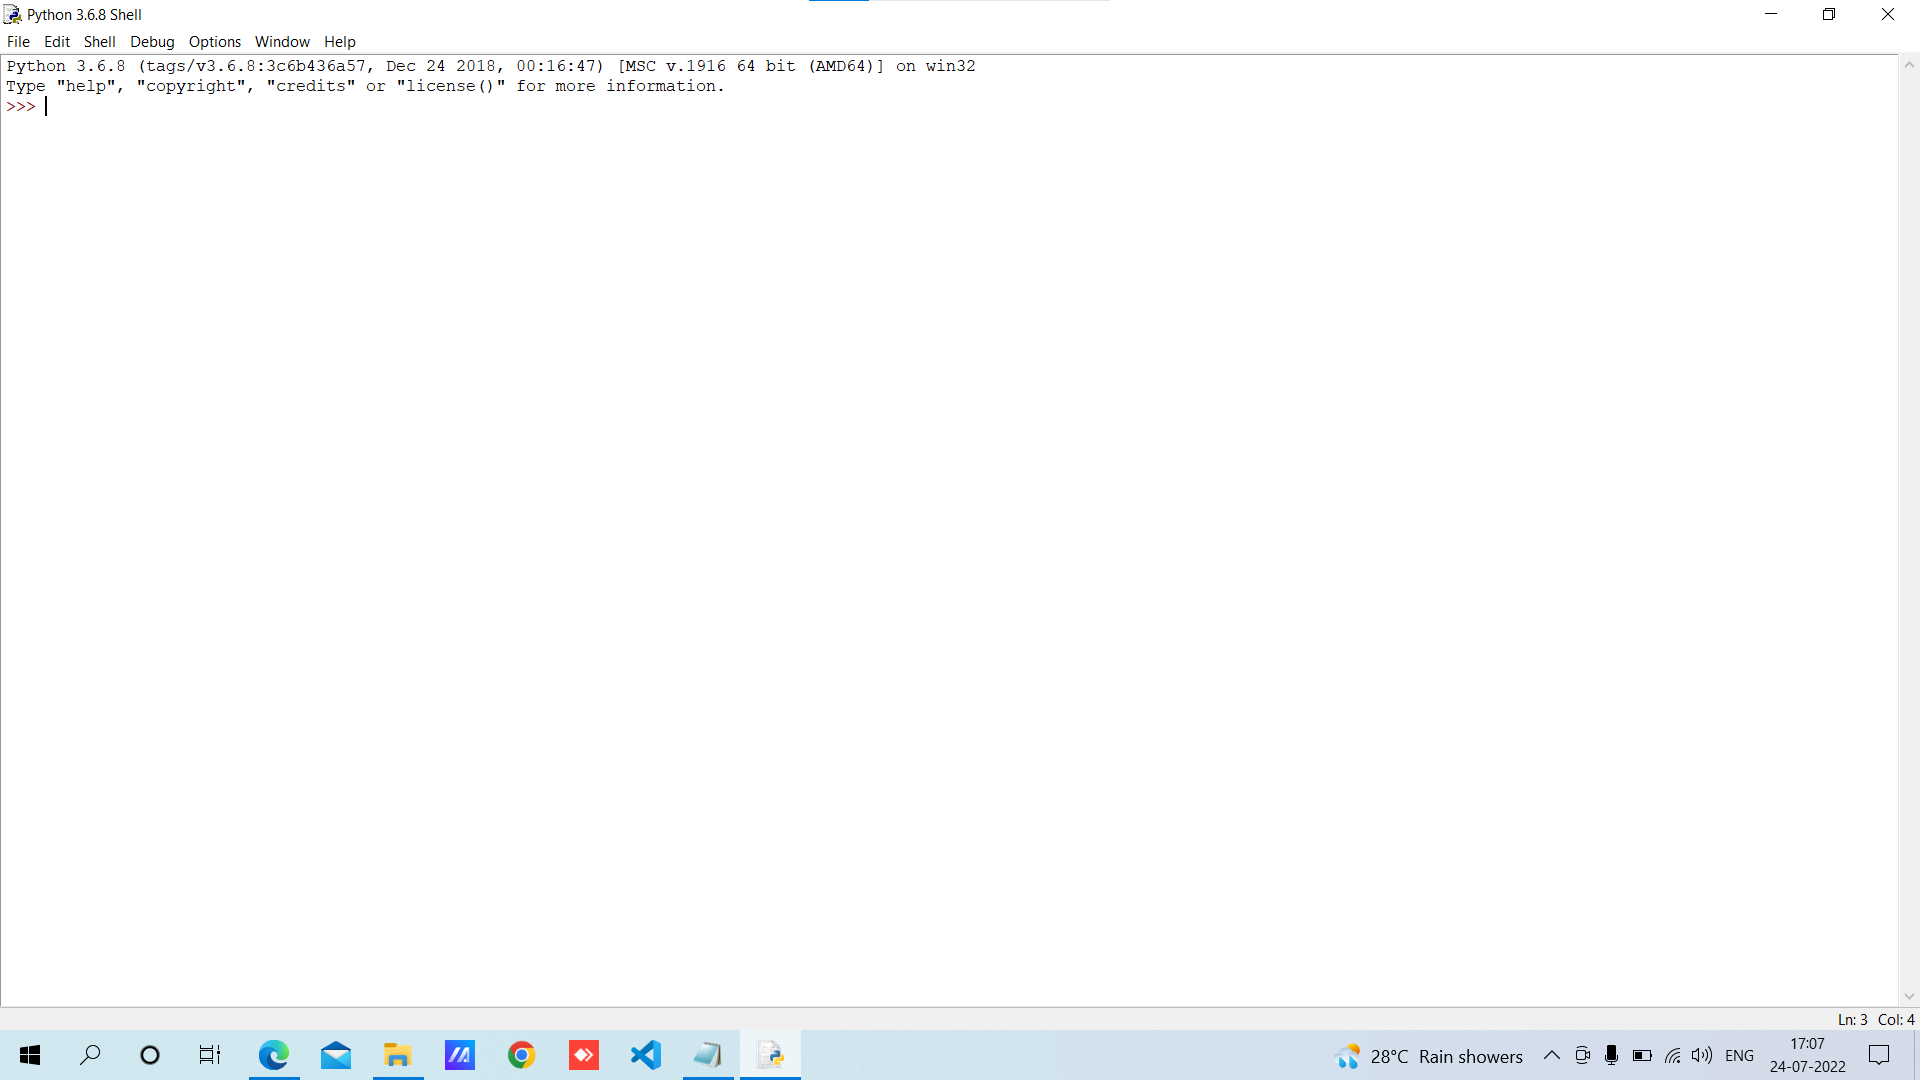 Python 3.6.8 Shell
File Edit Shell Debug Options Window Help
Python 3.6.8 (tags/v3.6.8:3c6b436a57, Dec 24 2018, 00:16:47) [MSC v.1916 64 bit (AMD64)] on win32
Type "help", "copyright", "credits" or "license()" for more information.
>>>
Ln: 3 Col: 4
28°C Rain showers
ENG
17:07
24-07-2022